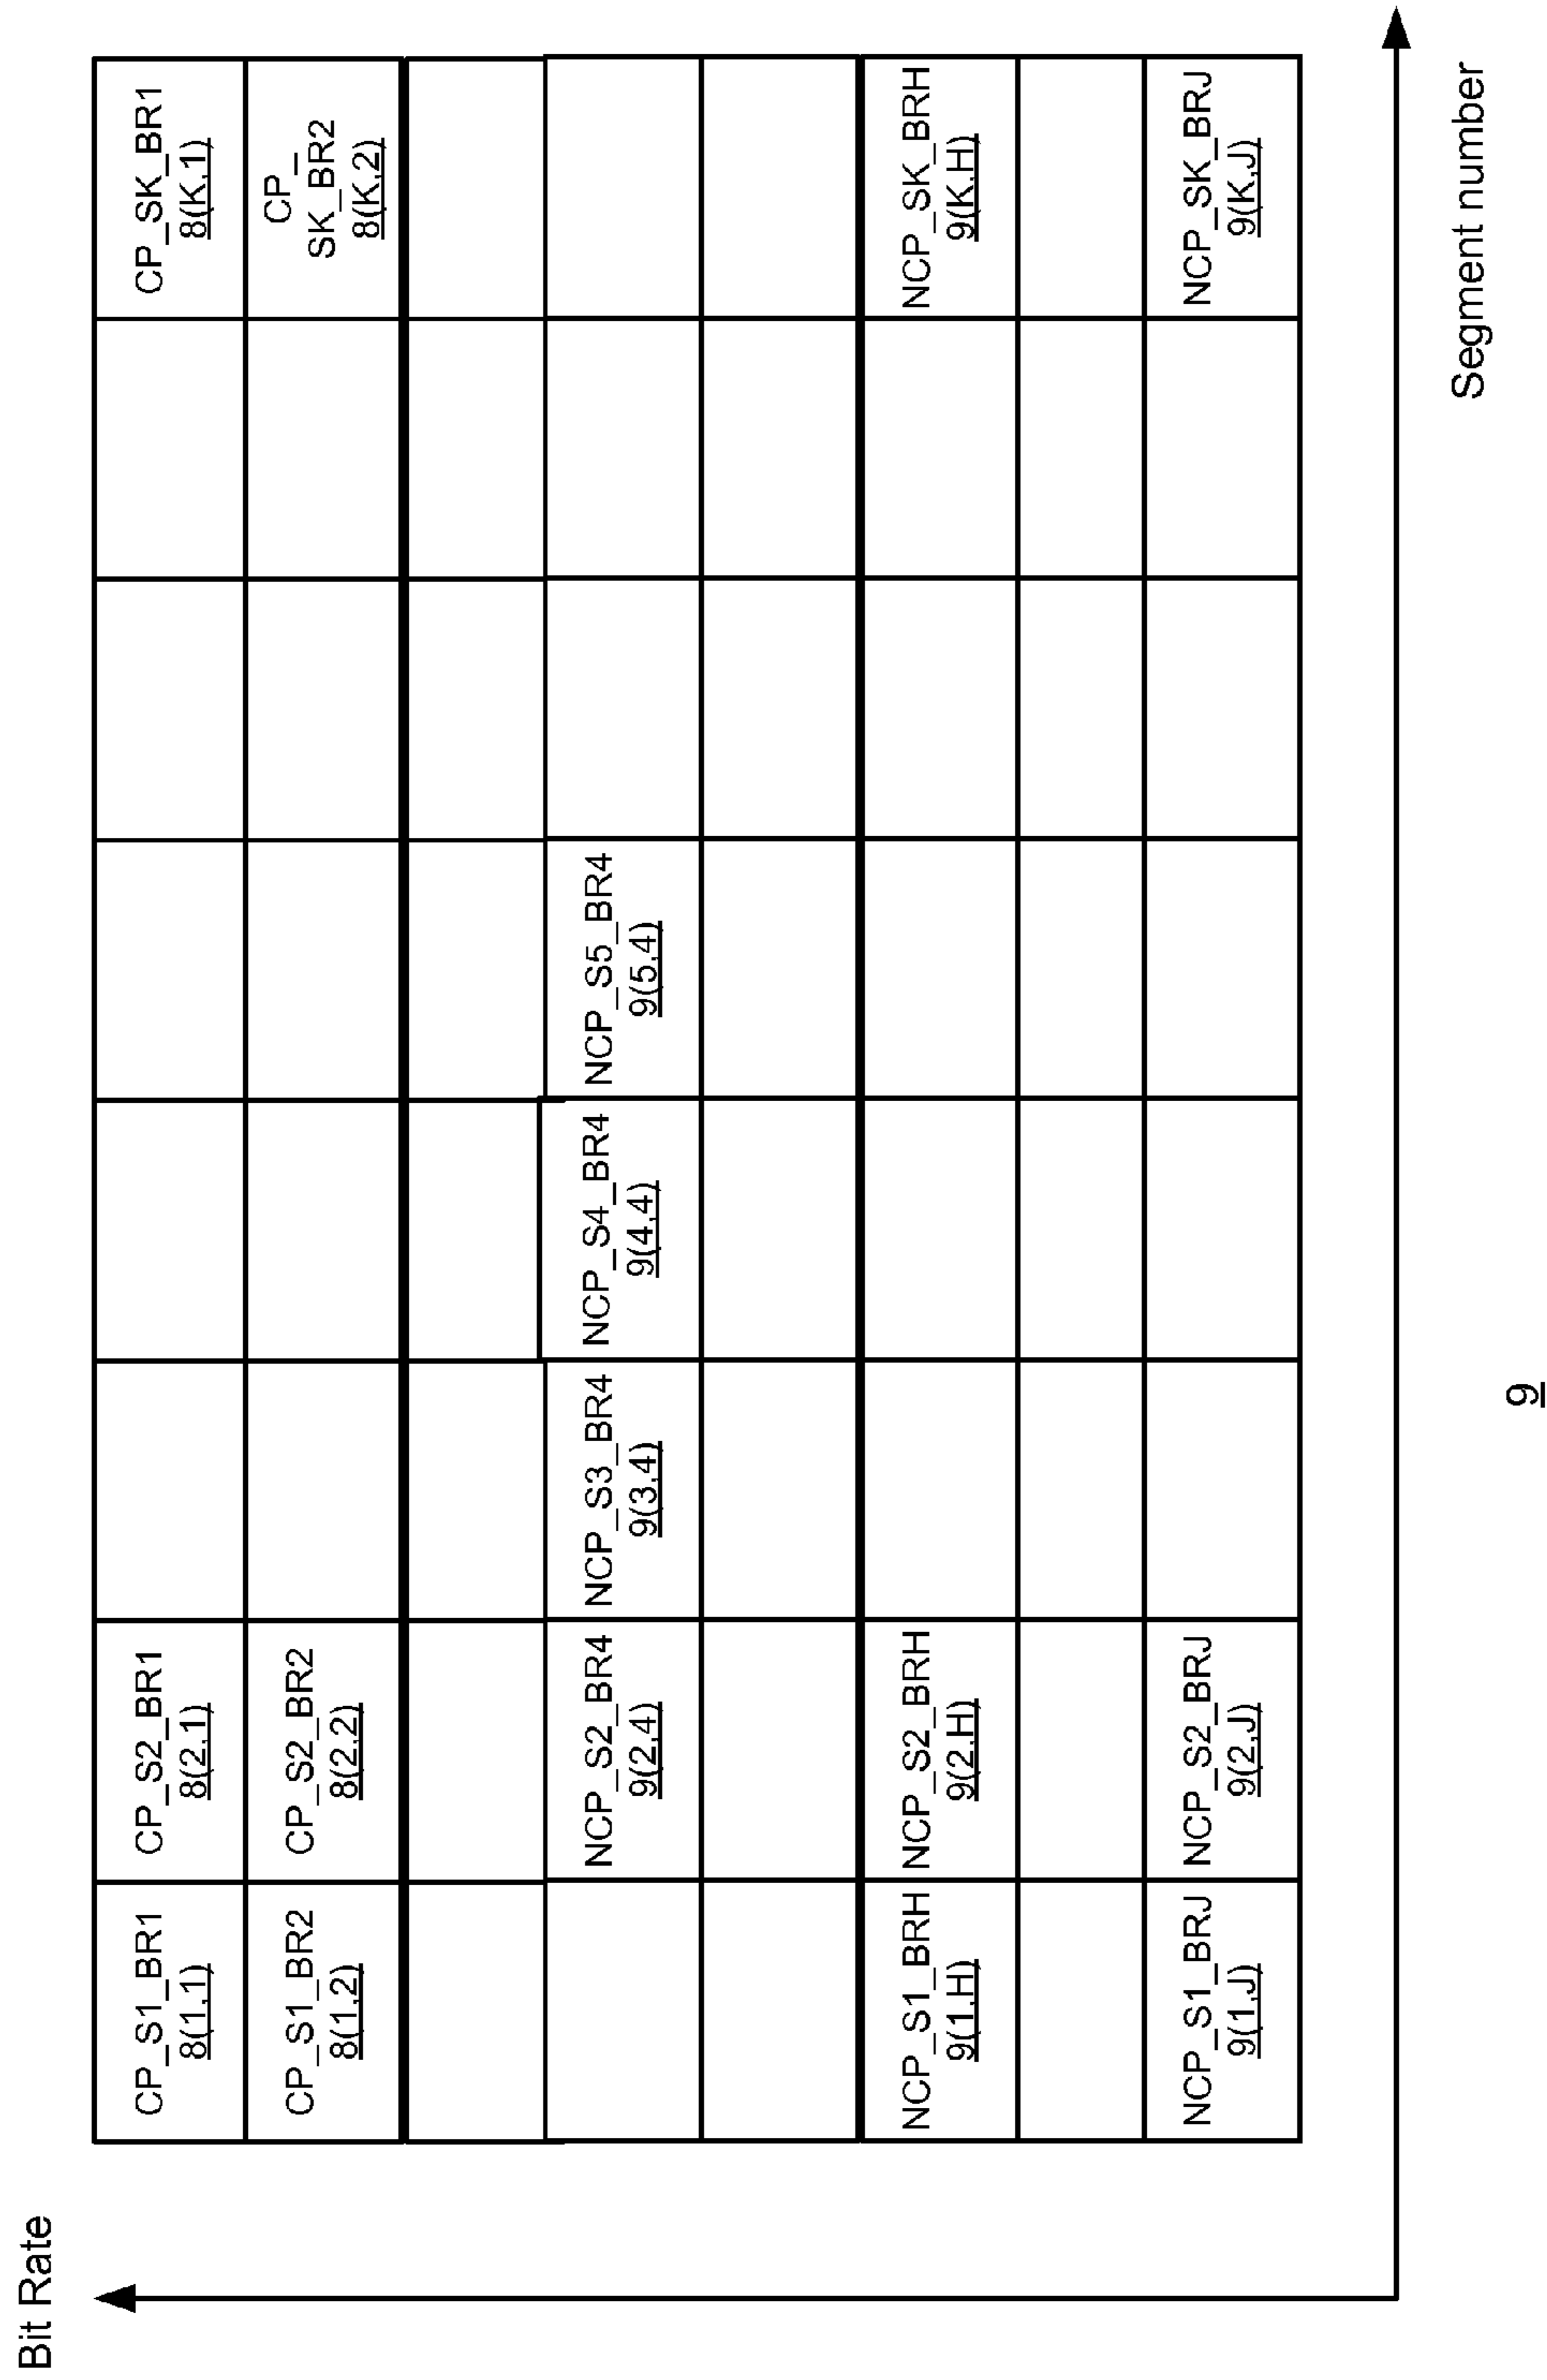 Bit Rate
CP_S1_BR1
8(1,1)
CP_S2_BR1
8(2,1)
CP_SK_BR1
8(K,1)
CP_S1_BR2
8(1,2)
CP_S2_BR2
8(2,2)
CP_
SK_BR2
8(K,2)
NCP_S2_BR4
9(2,4)
NCP_S3_BR4
9(3,4)
NCP_S4_BR4
9(4,4)
NCP_S5_BR4
9(5,4)
NCP_S1_BRH
9(1,H)
NCP_S2_BRH
9(2,H)
NCP_SK_BRH
9(K,H)
NCP_S1_BRJ
9(1,J)
NCP_S2_BRJ
9(2,J)
NCP_SK_BRJ
9(K,J)
Segment number
9